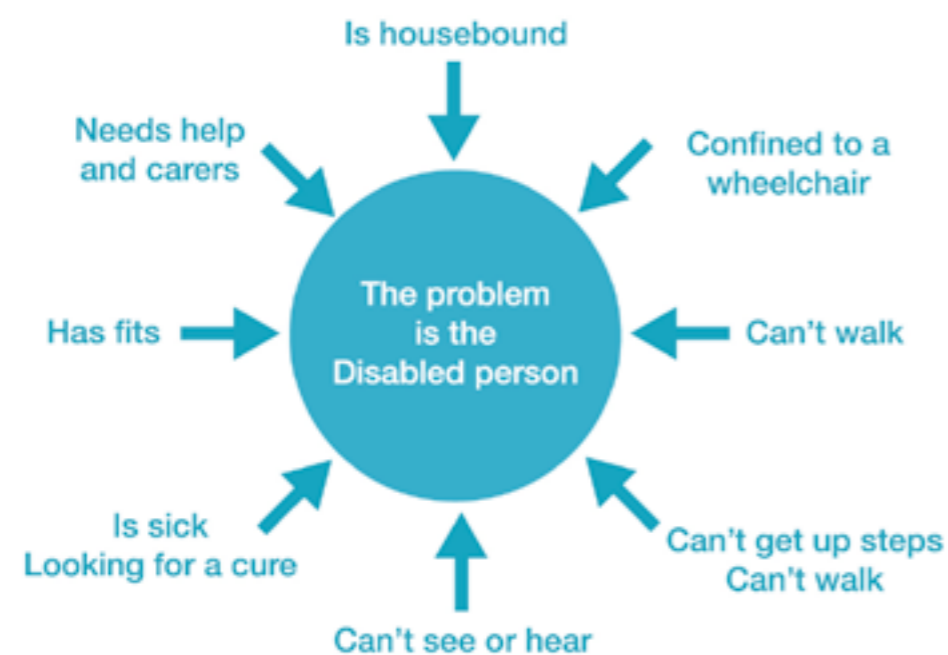 Is housebound
Needs help
and carers
Confined to a
wheelchair
The problem
is the
Disabled person
Has fits
Can't walk
Is sick
Looking for a cure
Can't get up steps
Can't walk
Can't see or hear